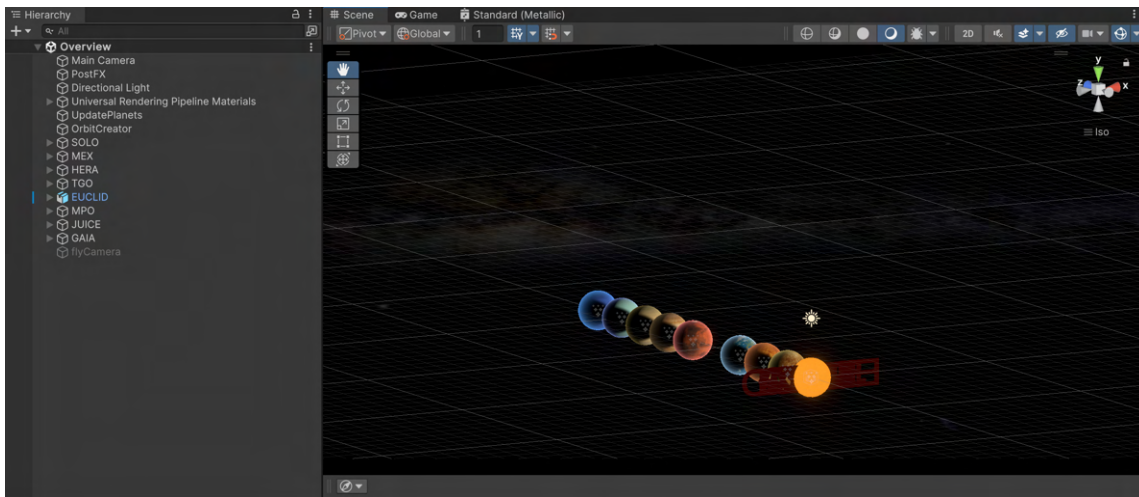 Hierarchy
All
Overview
Main Camera
PostFX
Directional Light
Universal Rendering Pipeline Materials
UpdatePlanets
OrbitCreator
SOLO
MEX
HERA
TGO
EUCLID
MPO
JUICE
GAIA
flyCamera
Scene Game Standard (Metallic)
Pivot Global 1 2D
y
z x
Iso